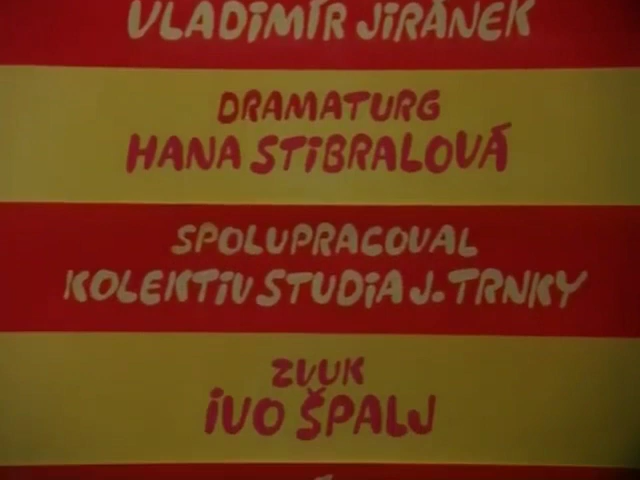 VLADIMÍR JIRÁNEK
DRAMATURG
HANA STIBRALOVÁ
SPOLUPRACOVAL
KOLEKTIV STUDIA J. TRNKY
ZVUK
IVO ŠPALJ